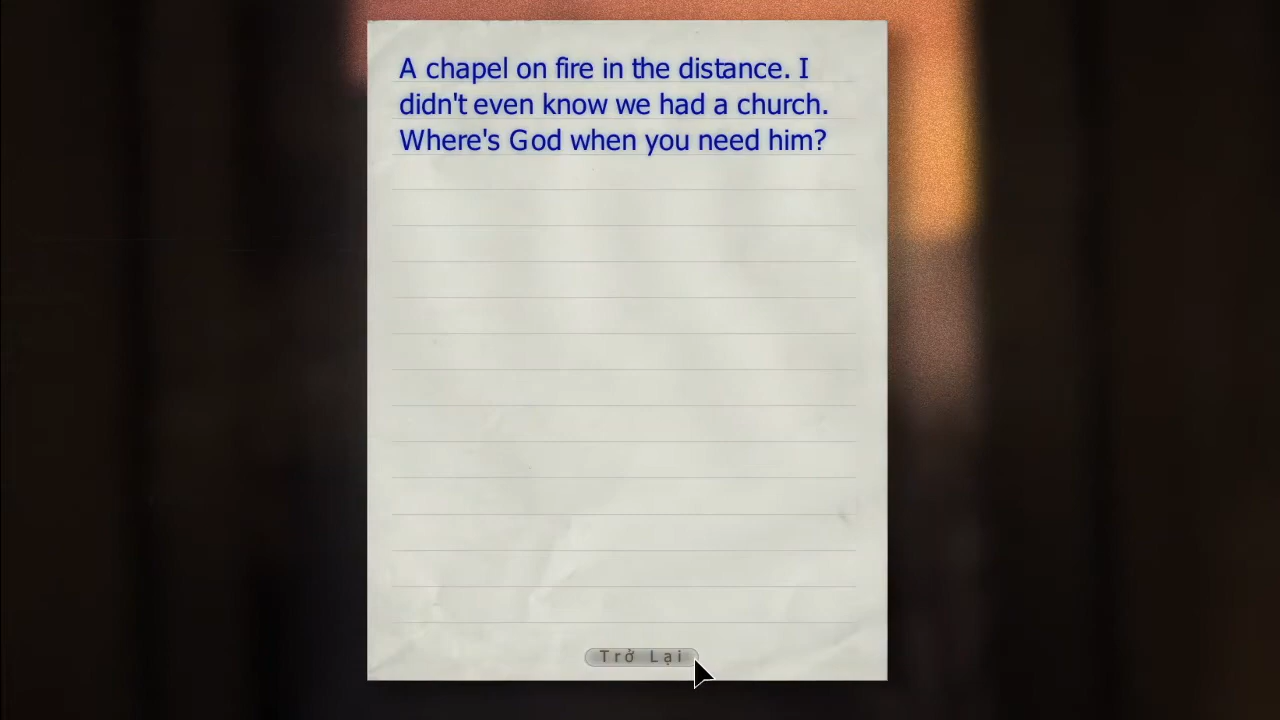 A chapel on fire in the distance. I
didn't even know we had a church.
Where's God when you need him?
Trở Lại